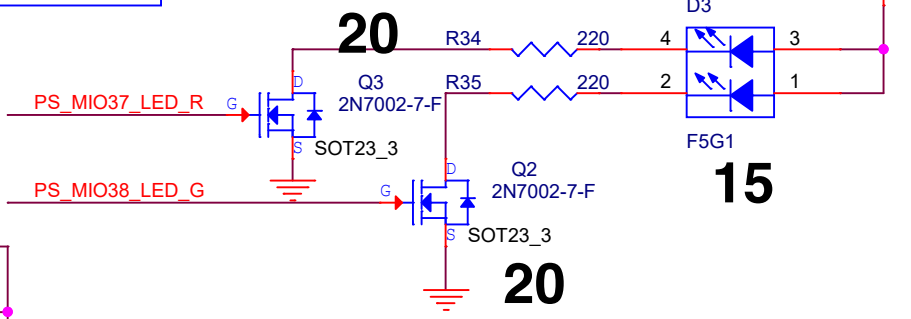 D3
20
R34 220 4 3
Q3
2N7002-7-F
R35 220 2 1
D
PS_MIO37_LED_R G
S SOT23_3
F5G1
15
D
Q2
2N7002-7-F
PS_MIO38_LED_G G
S SOT23_3
20